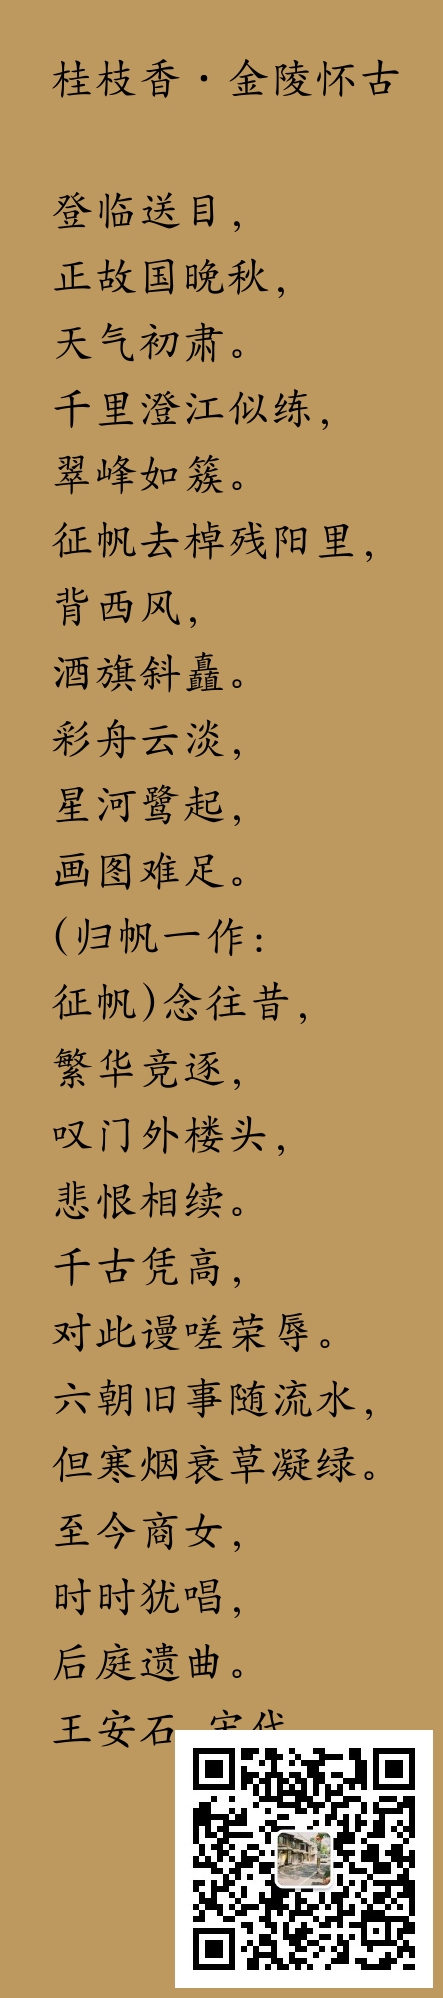 桂枝香·金陵怀古
登临送目，
正故国晚秋，
天气初肃。
千里澄江似练，
翠峰如簇。
征帆去棹残阳里，
背西风，
酒旗斜矗。
彩舟云淡，
星河鹭起，
画图难足。
(归帆一作：
征帆)念往昔，
繁华竞逐，
叹门外楼头，
悲恨相续。
千古凭高，
对此谩嗟荣辱。
六朝旧事随流水，
但寒烟衰草凝绿。
至今商女，
时时犹唱，
后庭遗曲。
王安石 宋代